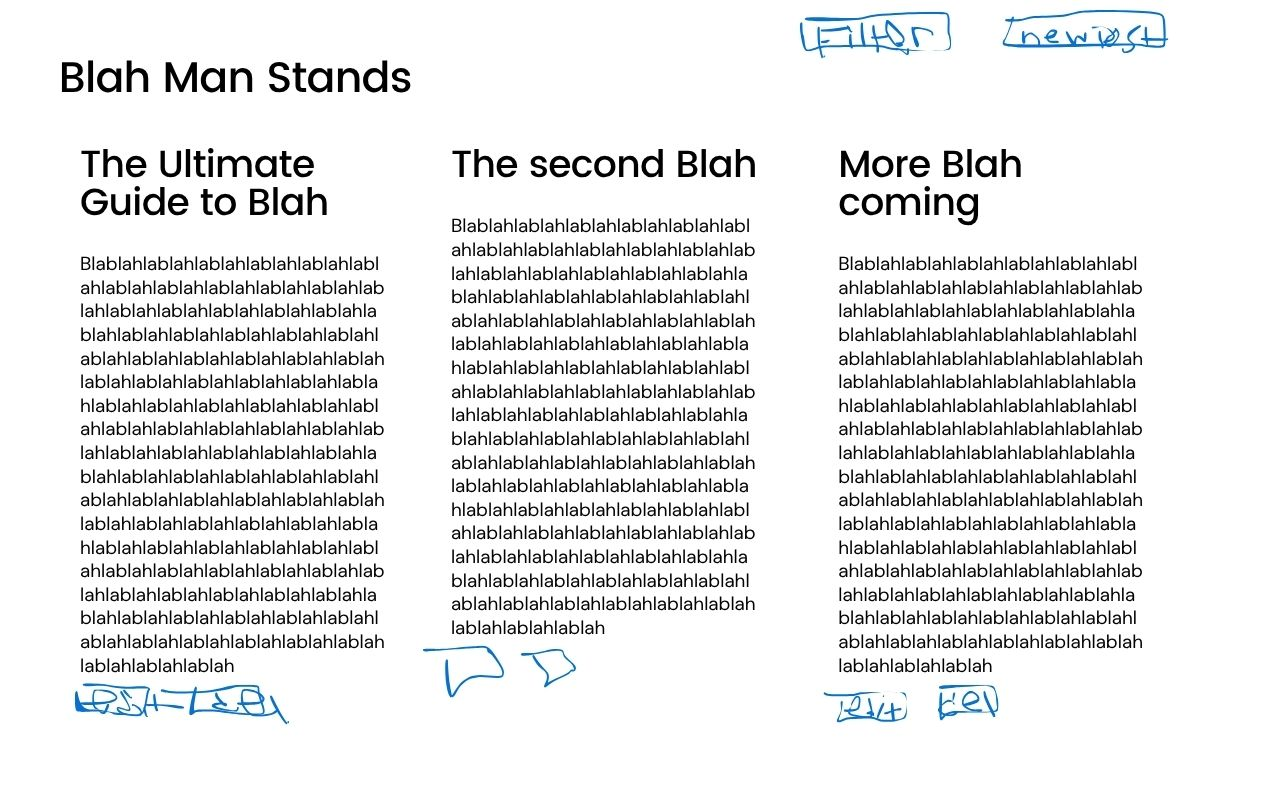 Filter newpost
Blah Man Stands
The Ultimate
Guide to Blah
Blablahlablahlablahlablahlablahlabl
ahlablahlablahlablahlablahlablahlab
lahlablahlablahlablahlablahlablahla
blahlablahlablahlablahlablahlablahl
ablahlablahlablahlablahlablahlablah
lablahlablahlablahlablahlablahlabla
hlablahlablahlablahlablahlablahlabl
ahlablahlablahlablahlablahlablahlab
lahlablahlablahlablahlablahlablahla
blahlablahlablahlablahlablahlablahl
ablahlablahlablahlablahlablahlablah
lablahlablahlablahlablahlablahlabla
hlablahlablahlablahlablahlablahlabl
ahlablahlablahlablahlablahlablahlab
lahlablahlablahlablahlablahlablahla
blahlablahlablahlablahlablahlablahl
ablahlablahlablahlablahlablahlablah
lablahlablahlablah
The second Blah
Blablahlablahlablahlablahlablahlabl
ahlablahlablahlablahlablahlablahlab
lahlablahlablahlablahlablahlablahla
blahlablahlablahlablahlablahlablahl
ablahlablahlablahlablahlablahlablah
lablahlablahlablahlablahlablahlabla
hlablahlablahlablahlablahlablahlabl
ahlablahlablahlablahlablahlablahlab
lahlablahlablahlablahlablahlablahla
blahlablahlablahlablahlablahlablahl
ablahlablahlablahlablahlablahlablah
lablahlablahlablahlablahlablahlabla
hlablahlablahlablahlablahlablahlabl
ahlablahlablahlablahlablahlablahlab
lahlablahlablahlablahlablahlablahla
blahlablahlablahlablahlablahlablahl
ablahlablahlablahlablahlablahlablah
lablahlablahlablah
More Blah
coming
Blablahlablahlablahlablahlablahlabl
ahlablahlablahlablahlablahlablahlab
lahlablahlablahlablahlablahlablahla
blahlablahlablahlablahlablahlablahl
ablahlablahlablahlablahlablahlablah
lablahlablahlablahlablahlablahlabla
hlablahlablahlablahlablahlablahlabl
ahlablahlablahlablahlablahlablahlab
lahlablahlablahlablahlablahlablahla
blahlablahlablahlablahlablahlablahl
ablahlablahlablahlablahlablahlablah
lablahlablahlablahlablahlablahlabla
hlablahlablahlablahlablahlablahlabl
ahlablahlablahlablahlablahlablahlab
lahlablahlablahlablahlablahlablahla
blahlablahlablahlablahlablahlablahl
ablahlablahlablahlablahlablahlablah
lablahlablahlablah